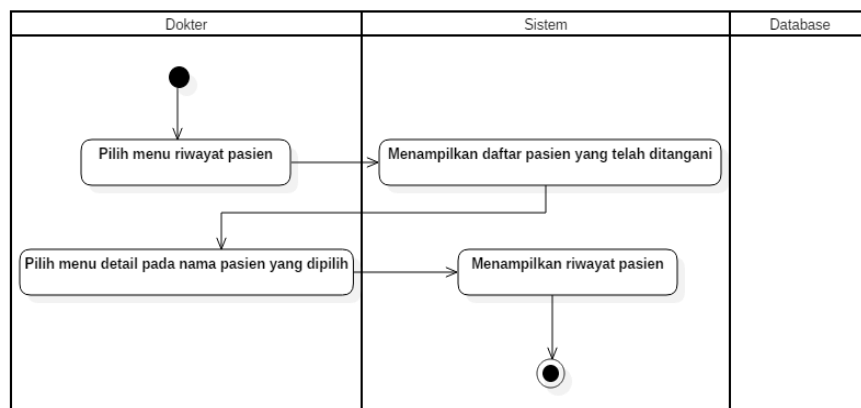 Dokter
Sistem
Database
Pilih menu riwayat pasien
Menampilkan daftar pasien yang telah ditangani
Pilih menu detail pada nama pasien yang dipilih
Menampilkan riwayat pasien